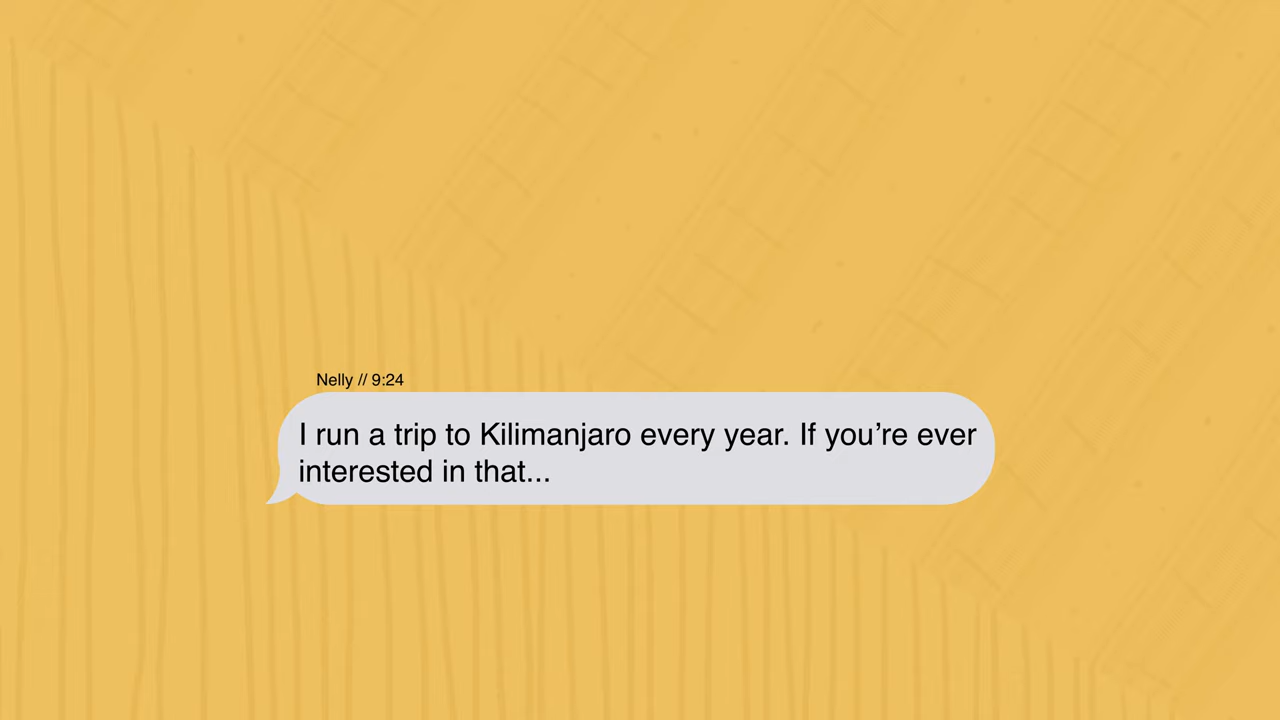 Nelly // 9:24
I run a trip to Kilimanjaro every year. If you’re ever
interested in that...